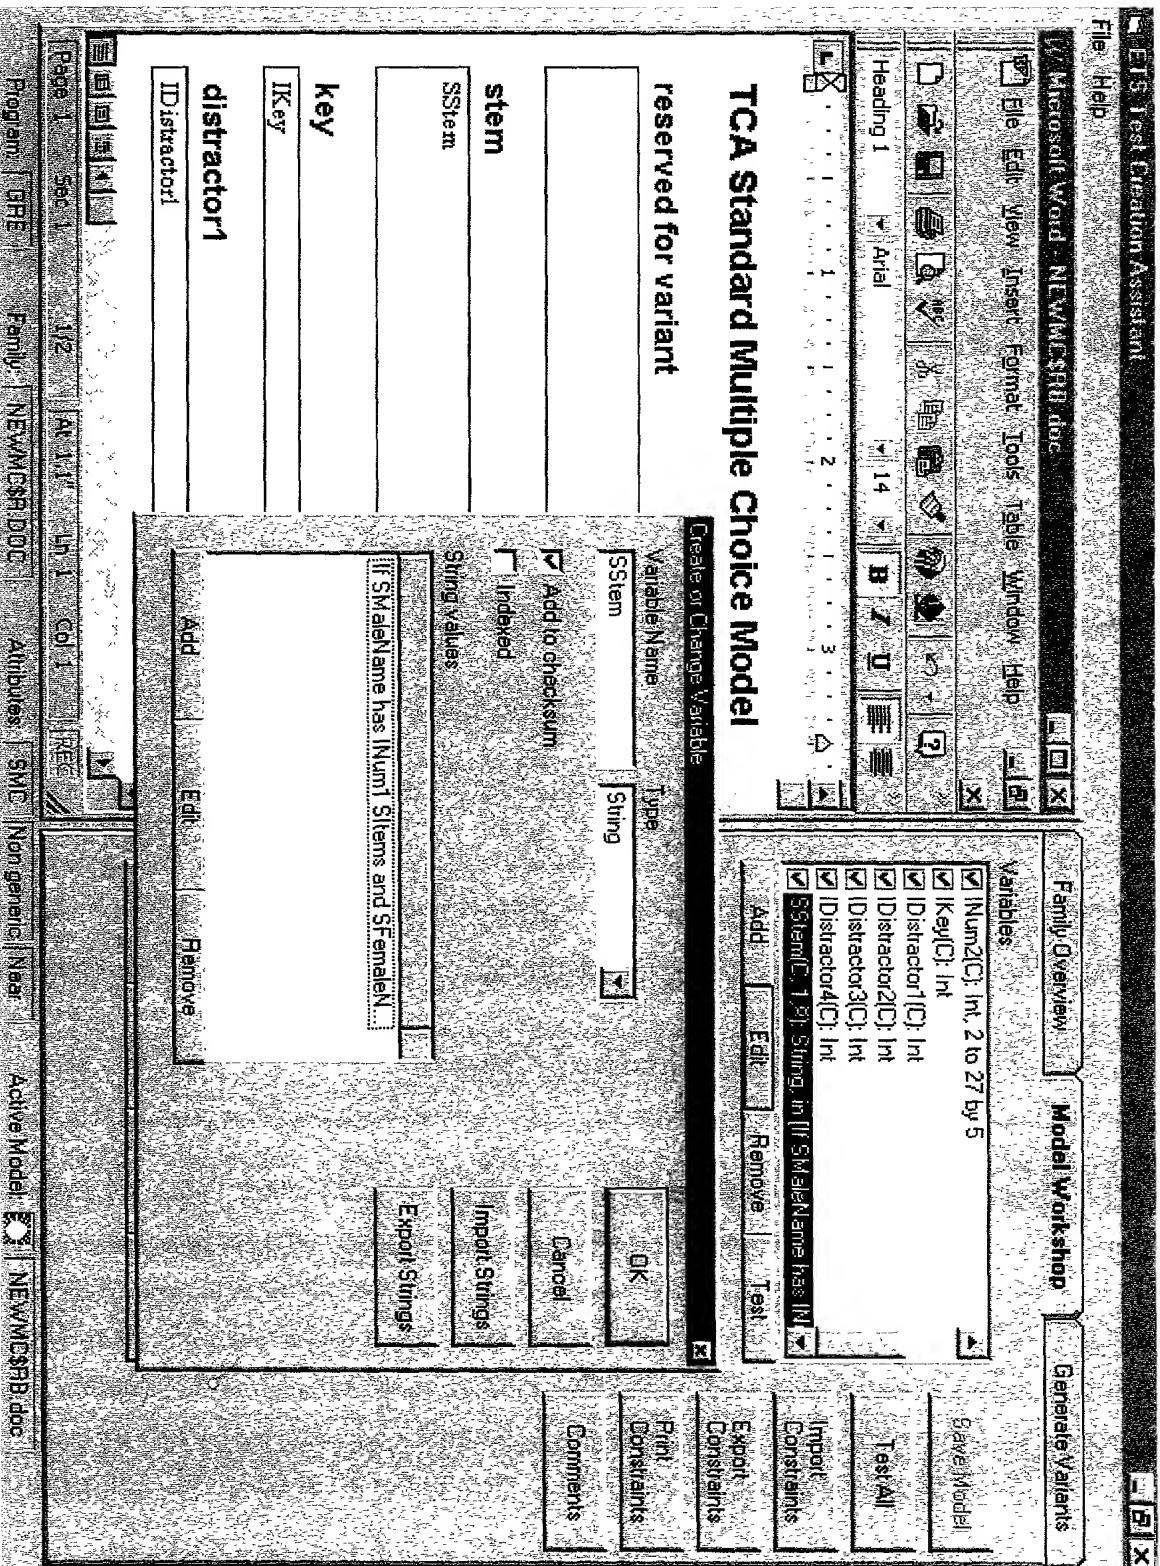 ETS Test Creation Assistant
File Help
Microsoft Word - NEWMC$RB.doc
File Edit View Insert Format Tools Table Window Help
Heading 1 Arial 14 B I U
1 2 3
TCA Standard Multiple Choice Model
reserved for variant
stem
SStem
key
IKey
distractor1
IDistractor1
Page 1 Sec 1 1/2 At 1.1" Ln 1 Col 1 REC
Family Overview Model Workshop Generate Variants
Variables
INum2(C): Int, 2 to 27 by 5
IKey(C): Int
IDistractor1(C): Int
IDistractor2(C): Int
IDistractor3(C): Int
IDistractor4(C): Int
SStem(C, 1.2): String, in [If SMaleName has IN
Add Edit Remove Test
Save Model
Test All
Import Constraints
Export Constraints
Print Constraints
Comments
Create or Change Variable
Variable Name Type
SStem String
Add to checksum
Indexed
String values
If SMaleName has INum1 SItems and SFemaleN...
Add Edit Remove
OK
Cancel
Import Strings
Export Strings
Program: GRE Family: NEWMC$R.DOC Attributes SMC Non generic Near Active Model: NEWMC$RB.doc